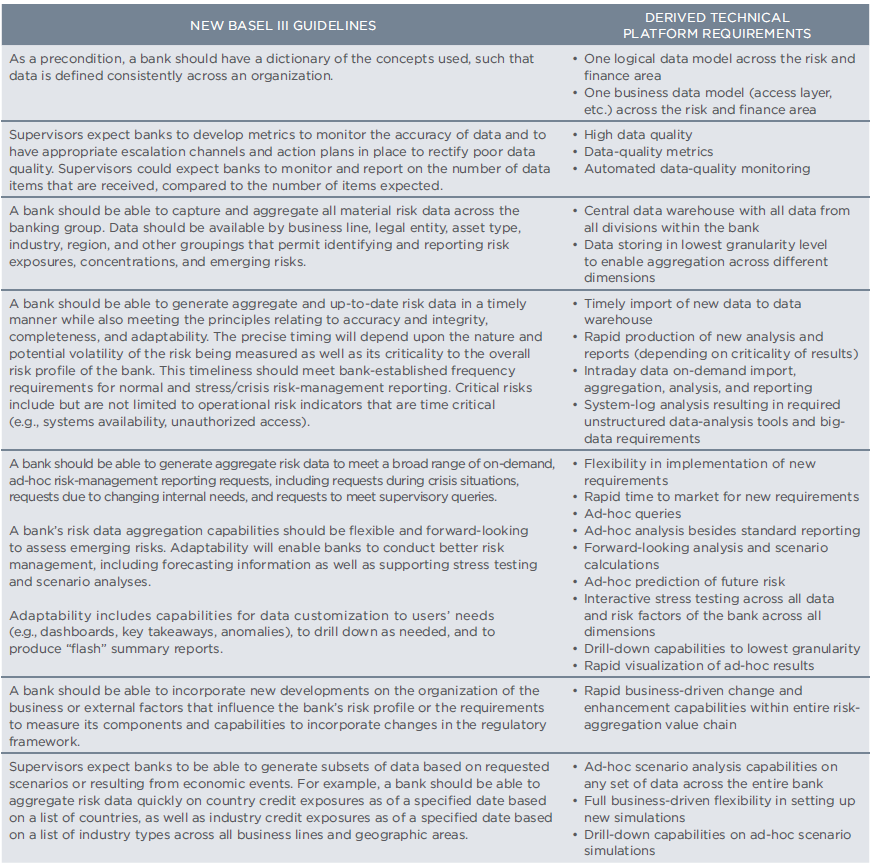 NEW BASEL III GUIDELINES
DERIVED TECHNICAL
PLATFORM REQUIREMENTS
As a precondition, a bank should have a dictionary of the concepts used, such that
data is defined consistently across an organization.
• One logical data model across the risk and
finance area
• One business data model (access layer,
etc.) across the risk and finance area
Supervisors expect banks to develop metrics to monitor the accuracy of data and to
have appropriate escalation channels and action plans in place to rectify poor data
quality. Supervisors could expect banks to monitor and report on the number of data
items that are received, compared to the number of items expected.
• High data quality
• Data-quality metrics
• Automated data-quality monitoring
A bank should be able to capture and aggregate all material risk data across the
banking group. Data should be available by business line, legal entity, asset type,
industry, region, and other groupings that permit identifying and reporting risk
exposures, concentrations, and emerging risks.
• Central data warehouse with all data from
all divisions within the bank
• Data storing in lowest granularity level
to enable aggregation across different
dimensions
A bank should be able to generate aggregate and up-to-date risk data in a timely
manner while also meeting the principles relating to accuracy and integrity,
completeness, and adaptability. The precise timing will depend upon the nature and
potential volatility of the risk being measured as well as its criticality to the overall
risk profile of the bank. This timeliness should meet bank-established frequency
requirements for normal and stress/crisis risk-management reporting. Critical risks
include but are not limited to operational risk indicators that are time critical
(e.g., systems availability, unauthorized access).
• Timely import of new data to data
warehouse
• Rapid production of new analysis and
reports (depending on criticality of results)
• Intraday data on-demand import,
aggregation, analysis, and reporting
• System-log analysis resulting in required
unstructured data-analysis tools and big-
data requirements
A bank should be able to generate aggregate risk data to meet a broad range of on-demand,
ad-hoc risk-management reporting requests, including requests during crisis situations,
requests due to changing internal needs, and requests to meet supervisory queries.
A bank's risk data aggregation capabilities should be flexible and forward-looking
to assess emerging risks. Adaptability will enable banks to conduct better risk
management, including forecasting information as well as supporting stress testing
and scenario analyses.
Adaptability includes capabilities for data customization to users' needs
(e.g., dashboards, key takeaways, anomalies), to drill down as needed, and to
produce "flash" summary reports.
• Flexibility in implementation of new
requirements
• Rapid time to market for new requirements
• Ad-hoc queries
• Ad-hoc analysis besides standard reporting
• Forward-looking analysis and scenario
calculations
• Ad-hoc prediction of future risk
• Interactive stress testing across all data
and risk factors of the bank across all
dimensions
• Drill-down capabilities to lowest granularity
• Rapid visualization of ad-hoc results
A bank should be able to incorporate new developments on the organization of the
business or external factors that influence the bank's risk profile or the requirements
to measure its components and capabilities to incorporate changes in the regulatory
framework.
• Rapid business-driven change and
enhancement capabilities within entire risk-
aggregation value chain
Supervisors expect banks to be able to generate subsets of data based on requested
scenarios or resulting from economic events. For example, a bank should be able to
aggregate risk data quickly on country credit exposures as of a specified date based
on a list of countries, as well as industry credit exposures as of a specified date based
on a list of industry types across all business lines and geographic areas.
• Ad-hoc scenario analysis capabilities on
any set of data across the entire bank
• Full business-driven flexibility in setting up
new simulations
• Drill-down capabilities on ad-hoc scenario
simulations